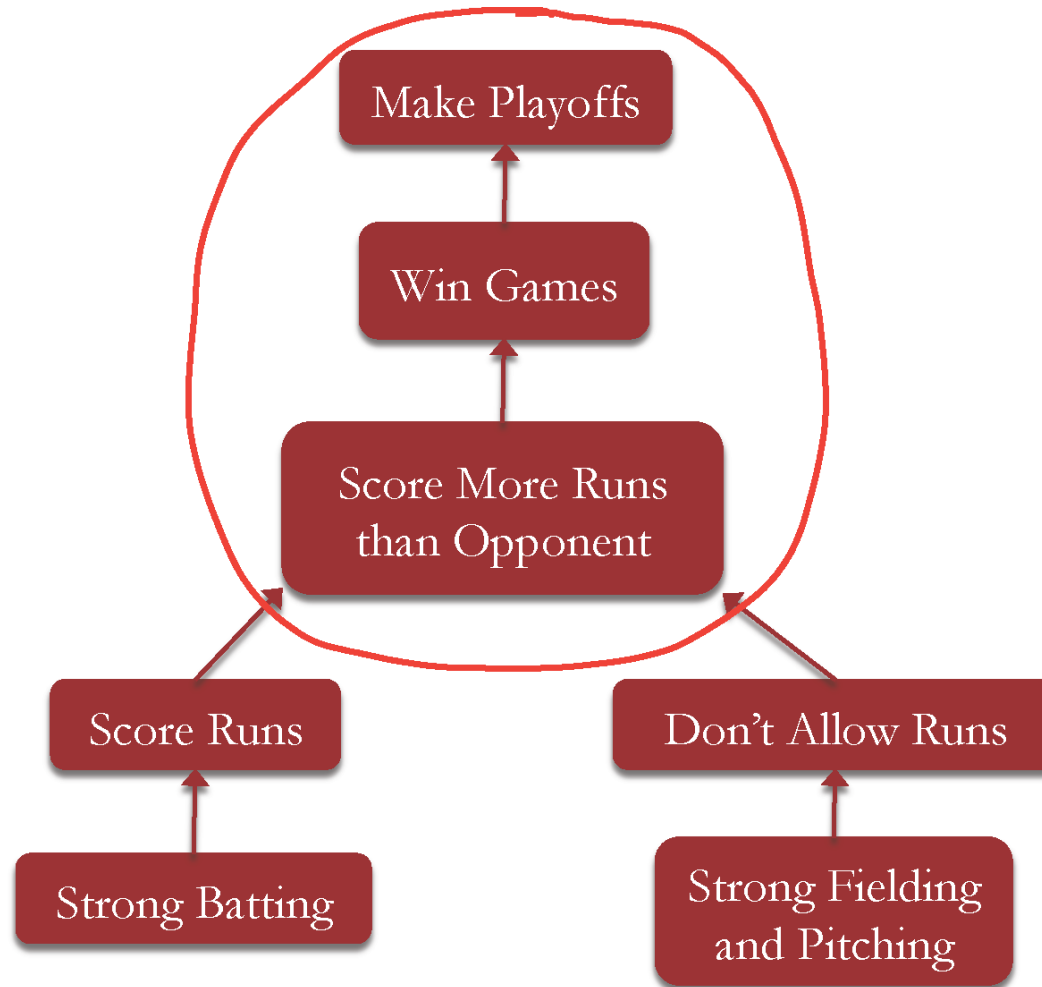 Make Playoffs
Win Games
Score More Runs
than Opponent
Score Runs
Don't Allow Runs
Strong Batting
Strong Fielding
and Pitching